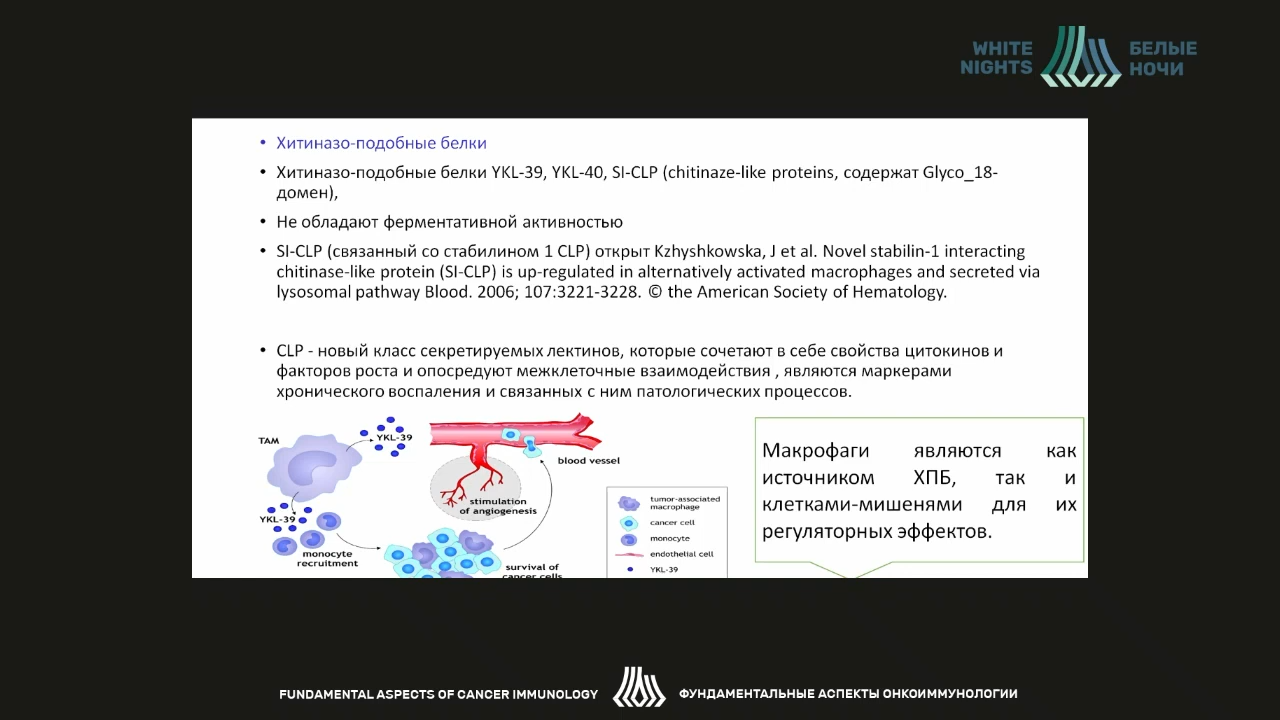 WHITE
NIGHTS
БЕЛЫЕ
НОЧИ
• Хитиназо-подобные белки
• Хитиназо-подобные белки YKL-39, YKL-40, SI-CLP (chitinaze-like proteins, содержат Glyco_18-
домен),
• Не обладают ферментативной активностью
• SI-CLP (связанный со стабилином 1 CLP) открыт Kzhyshkowska, J et al. Novel stabilin-1 interacting
chitinase-like protein (SI-CLP) is up-regulated in alternatively activated macrophages and secreted via
lysosomal pathway Blood. 2006; 107:3221-3228. © the American Society of Hematology.
• CLP - новый класс секретируемых лектинов, которые сочетают в себе свойства цитокинов и
факторов роста и опосредуют межклеточные взаимодействия , являются маркерами
хронического воспаления и связанных с ним патологических процессов.
TAM
YKL-39
YKL-39
monocyte
recruitment
blood vessel
stimulation
of angiogenesis
survival of
cancer cells
tumor-associated
macrophage
cancer cell
monocyte
endothelial cell
YKL-39
Макрофаги являются как
источником ХПБ, так и
клетками-мишенями для их
регуляторных эффектов.
FUNDAMENTAL ASPECTS OF CANCER IMMUNOLOGY
ФУНДАМЕНТАЛЬНЫЕ АСПЕКТЫ ОНКОИММУНОЛОГИИ